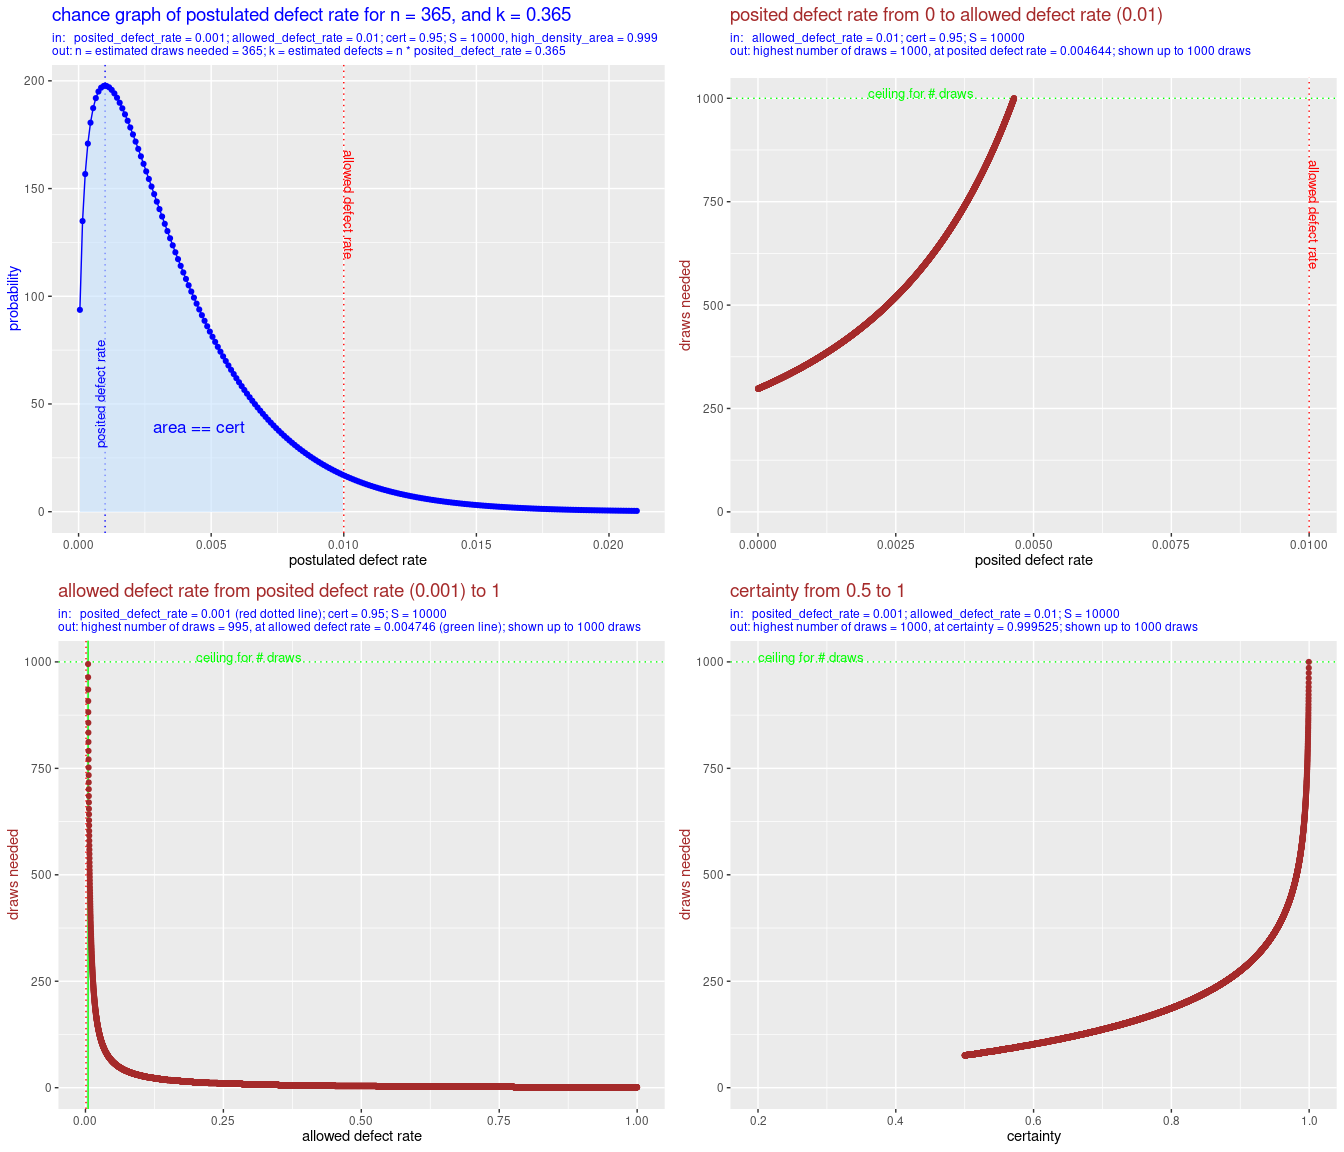 chance graph of postulated defect rate for n = 365, and k = 0.365
in: posited_defect_rate = 0.001; allowed_defect_rate = 0.01; cert = 0.95; S = 10000, high_density_area = 0.999
out: n = estimated draws needed = 365; k = estimated defects = n * posited_defect_rate = 0.365
200
150
100
50
0
probability
posited defect rate
allowed defect rate
area == cert
0.000 0.005 0.010 0.015 0.020
postulated defect rate
posited defect rate from 0 to allowed defect rate (0.01)
in: allowed_defect_rate = 0.01; cert = 0.95; S = 10000
out: highest number of draws = 1000, at posited defect rate = 0.004644; shown up to 1000 draws
ceiling for # draws
1000
750
500
250
0
draws needed
allowed defect rate
0.0000 0.0025 0.0050 0.0075 0.0100
posited defect rate
allowed defect rate from posited defect rate (0.001) to 1
in: posited_defect_rate = 0.001 (red dotted line); cert = 0.95; S = 10000
out: highest number of draws = 995, at allowed defect rate = 0.004746 (green line); shown up to 1000 draws
ceiling for # draws
1000
750
500
250
0
draws needed
0.00 0.25 0.50 0.75 1.00
allowed defect rate
certainty from 0.5 to 1
in: posited_defect_rate = 0.001; allowed_defect_rate = 0.01; S = 10000
out: highest number of draws = 1000, at certainty = 0.999525; shown up to 1000 draws
ceiling for # draws
1000
750
500
250
0
draws needed
0.2 0.4 0.6 0.8 1.0
certainty